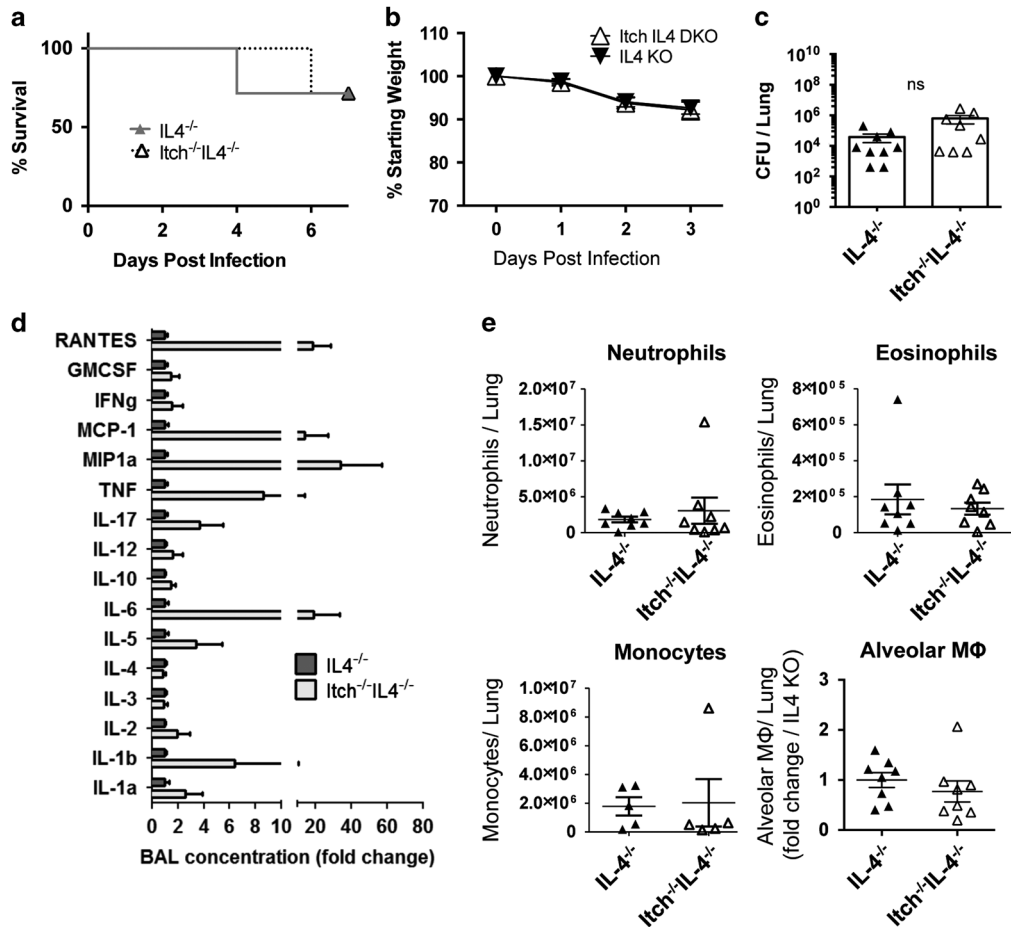 a
% Survival
100
50
0
0 2 4 6
Days Post Infection
IL4-/-
Itch-/-IL4-/-
b
% Starting Weight
110
100
90
80
70
0 1 2 3
Days Post Infection
Itch IL4 DKO
IL4 KO
c
CFU / Lung
10^10
10^8
10^6
10^4
10^2
10^0
ns
IL-4-/-
Itch-/-IL-4-/-
d
RANTES
GMCSF
IFNg
MCP-1
MIP1a
TNF
IL-17
IL-12
IL-10
IL-6
IL-5
IL-4
IL-3
IL-2
IL-1b
IL-1a
0 2 4 6 8 10 20 40 60 80
BAL concentration (fold change)
IL4-/-
Itch-/-IL4-/-
e
Neutrophils
Neutrophils / Lung
2.0×10^7
1.5×10^7
1.0×10^7
5.0×10^6
0
IL-4-/-
Itch-/-IL-4-/-
Eosinophils
Eosinophils/ Lung
8×10^05
6×10^05
4×10^05
2×10^05
0
IL-4-/-
Itch-/-IL-4-/-
Monocytes
Monocytes/ Lung
1.0×10^7
8.0×10^6
6.0×10^6
4.0×10^6
2.0×10^6
0
IL-4-/-
Itch-/-IL-4-/-
Alveolar MΦ
Alveolar MΦ/ Lung
(fold change / IL4 KO)
3
2
1
0
IL-4-/-
Itch-/-IL-4-/-